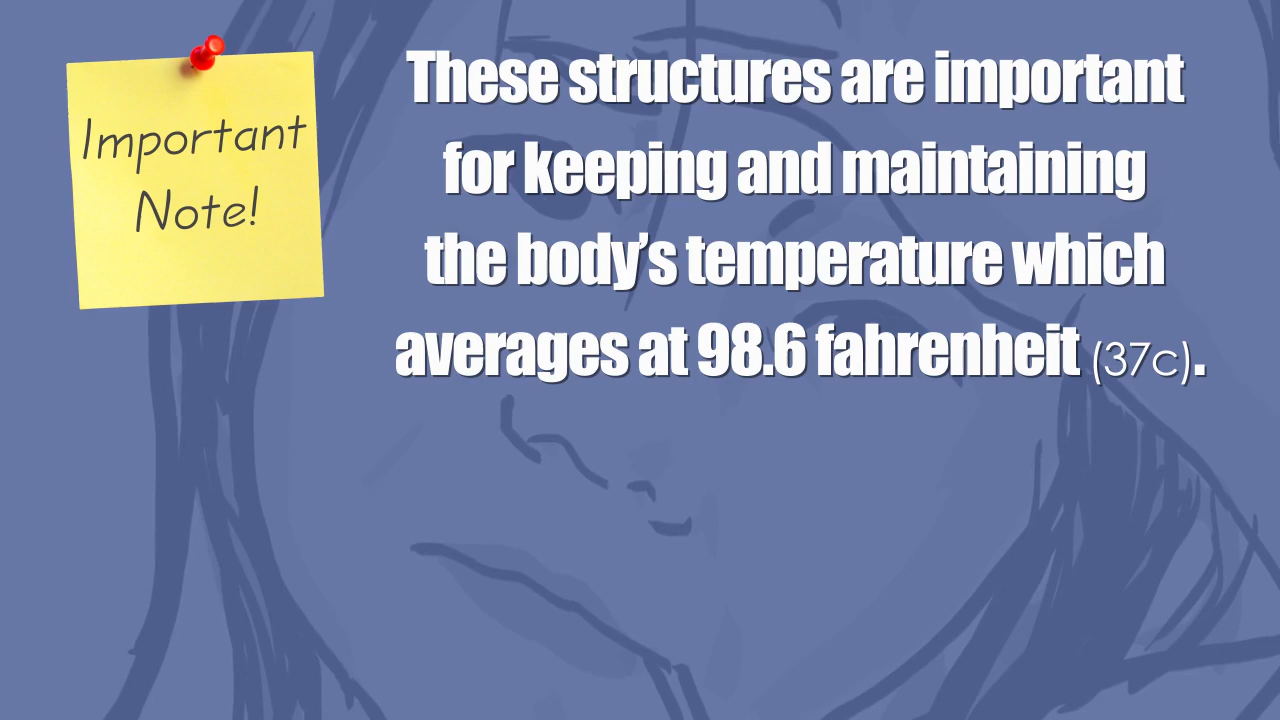 Important
Note!
These structures are important
for keeping and maintaining
the body’s temperature which
averages at 98.6 fahrenheit (37c).